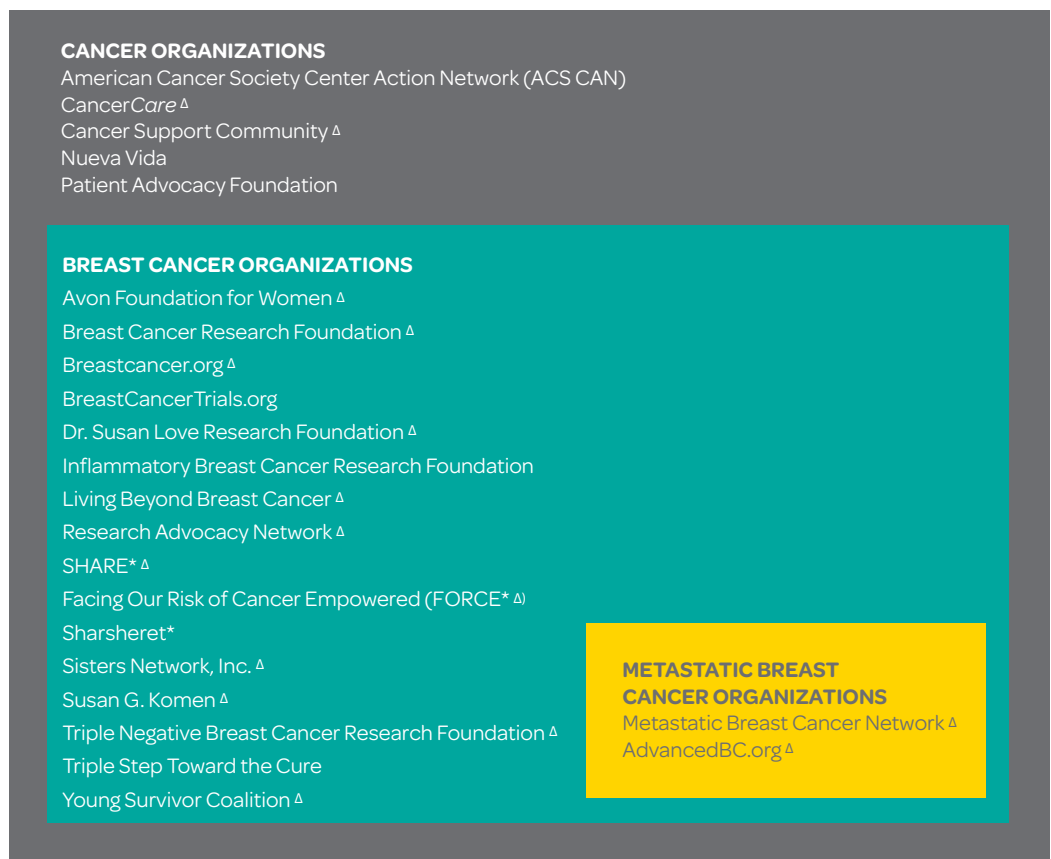 CANCER ORGANIZATIONS
American Cancer Society Center Action Network (ACS CAN)
CancerCare Δ
Cancer Support Community Δ
Nueva Vida
Patient Advocacy Foundation
BREAST CANCER ORGANIZATIONS
Avon Foundation for Women Δ
Breast Cancer Research Foundation Δ
Breastcancer.org Δ
BreastCancerTrials.org
Dr. Susan Love Research Foundation Δ
Inflammatory Breast Cancer Research Foundation
Living Beyond Breast Cancer Δ
Research Advocacy Network Δ
SHARE* Δ
Facing Our Risk of Cancer Empowered (FORCE* Δ)
Sharsheret*
Sisters Network, Inc. Δ
Susan G. Komen Δ
Triple Negative Breast Cancer Research Foundation Δ
Triple Step Toward the Cure
Young Survivor Coalition Δ
METASTATIC BREAST
CANCER ORGANIZATIONS
Metastatic Breast Cancer Network Δ
AdvancedBC.org Δ